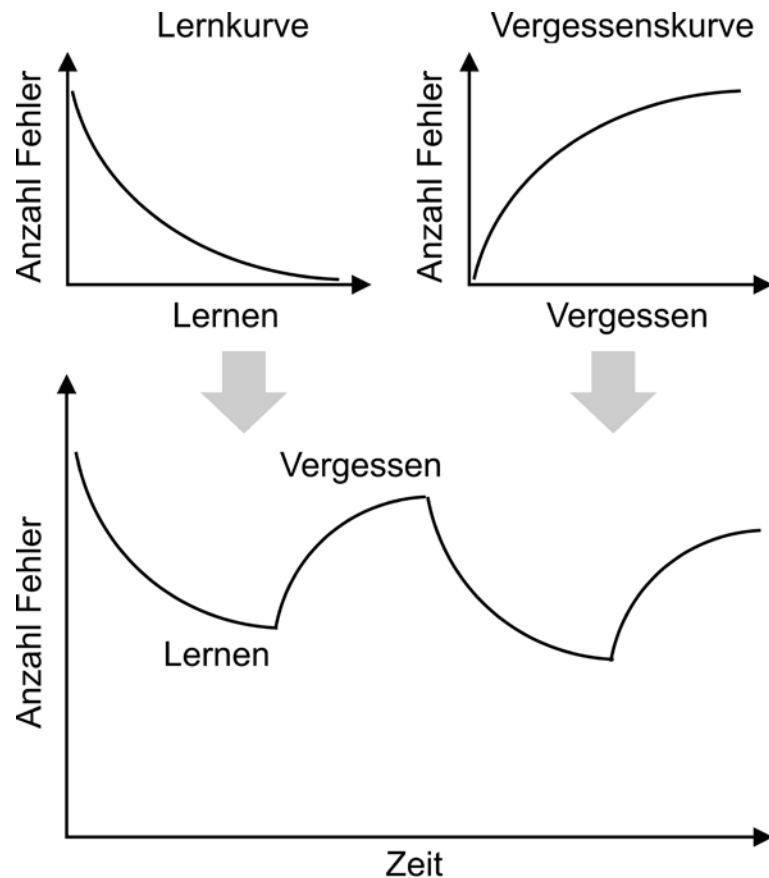 Lernkurve
Vergessenskurve
Anzahl Fehler
Anzahl Fehler
Lernen
Vergessen
Vergessen
Anzahl Fehler
Lernen
Zeit